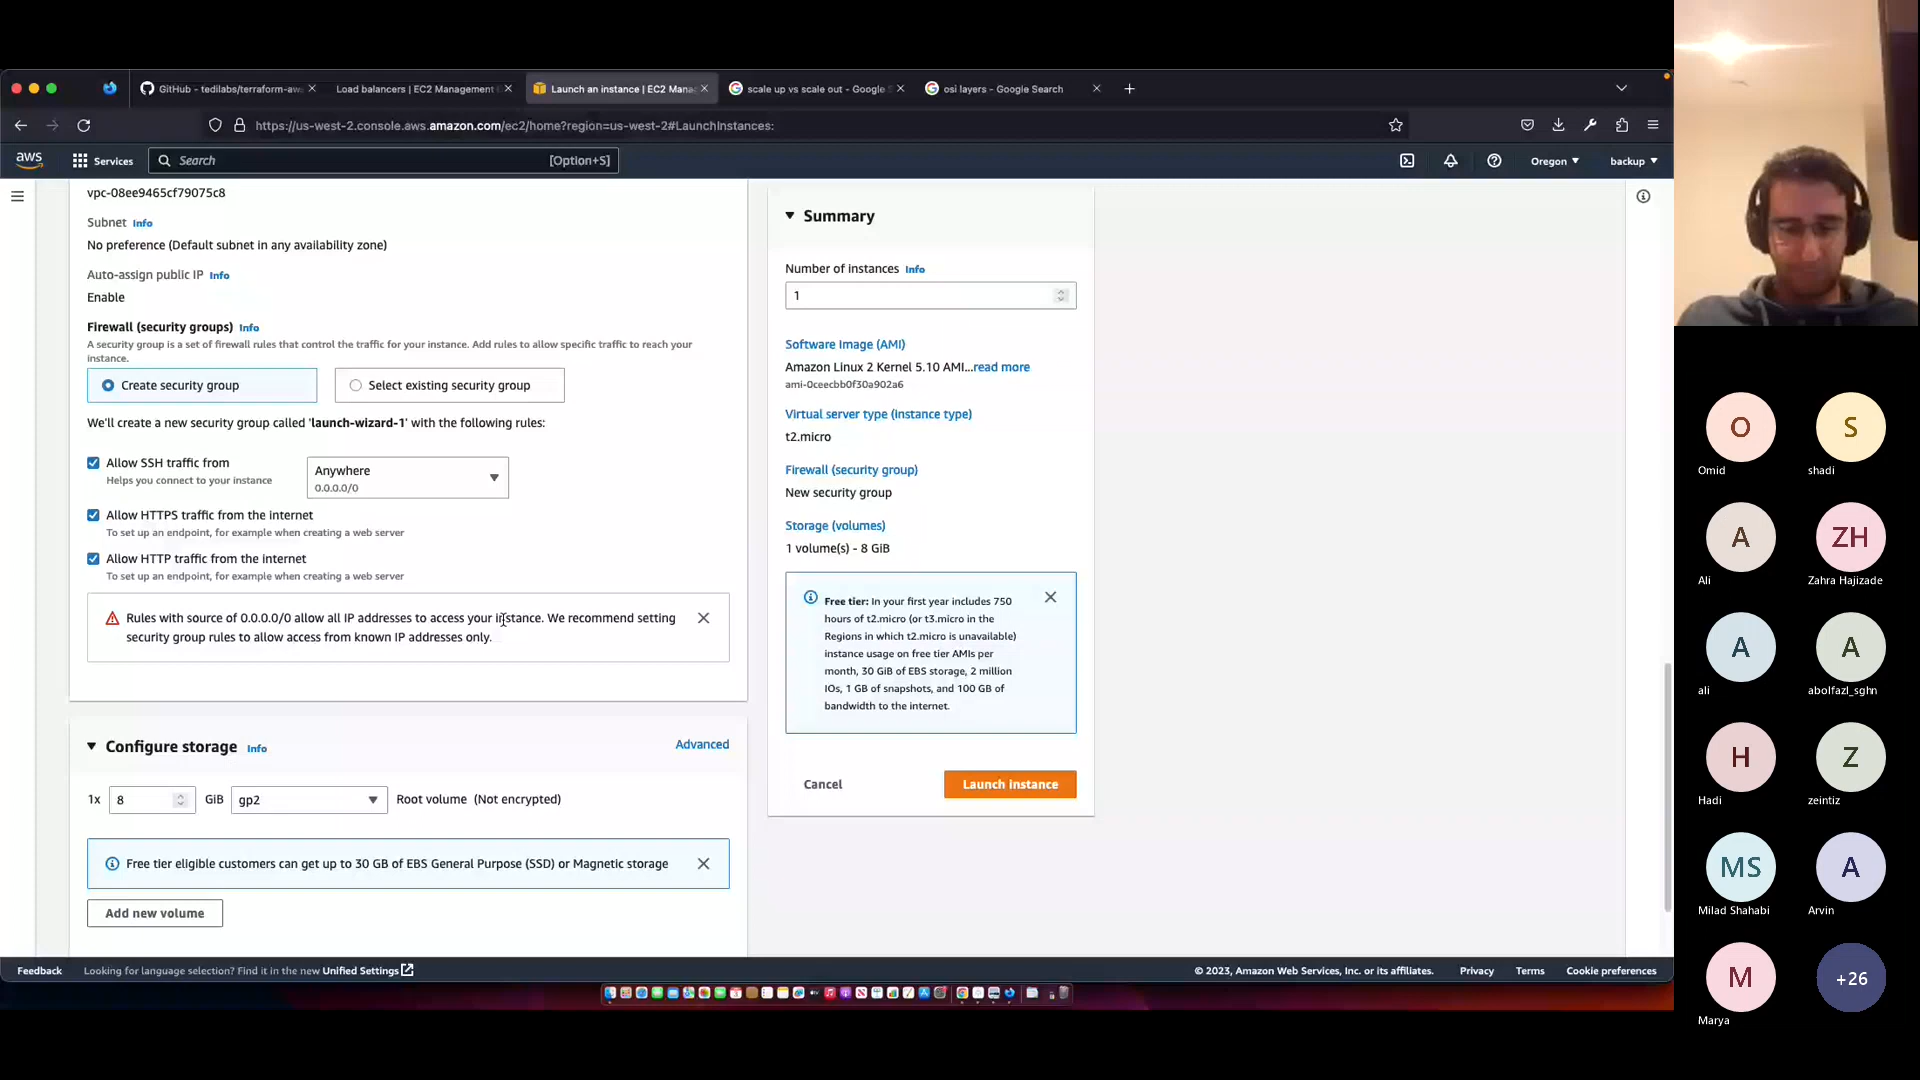 GitHub - tedilabs/terraform-aw
Load balancers | EC2 Management
Launch an instance | EC2 Mana
scale up vs scale out - Google S
osi layers - Google Search
https://us-west-2.console.aws.amazon.com/ec2/home?region=us-west-2#LaunchInstances:
aws
Services
Search
[Option+S]
Oregon
backup
vpc-08ee9465cf79075c8
Subnet Info
No preference (Default subnet in any availability zone)
Auto-assign public IP Info
Enable
Firewall (security groups) Info
A security group is a set of firewall rules that control the traffic for your instance. Add rules to allow specific traffic to reach your
instance.
Create security group
Select existing security group
We'll create a new security group called 'launch-wizard-1' with the following rules:
Allow SSH traffic from
Helps you connect to your instance
Anywhere
0.0.0.0/0
Allow HTTPS traffic from the internet
To set up an endpoint, for example when creating a web server
Allow HTTP traffic from the internet
To set up an endpoint, for example when creating a web server
Rules with source of 0.0.0.0/0 allow all IP addresses to access your instance. We recommend setting
security group rules to allow access from known IP addresses only.
Configure storage Info
Advanced
1x 8 GiB gp2 Root volume (Not encrypted)
Free tier eligible customers can get up to 30 GB of EBS General Purpose (SSD) or Magnetic storage
Add new volume
Summary
Number of instances Info
1
Software Image (AMI)
Amazon Linux 2 Kernel 5.10 AMI...read more
ami-0ceecbb0f30a902a6
Virtual server type (instance type)
t2.micro
Firewall (security group)
New security group
Storage (volumes)
1 volume(s) - 8 GiB
Free tier: In your first year includes 750
hours of t2.micro (or t3.micro in the
Regions in which t2.micro is unavailable)
instance usage on free tier AMIs per
month, 30 GiB of EBS storage, 2 million
IOs, 1 GB of snapshots, and 100 GB of
bandwidth to the internet.
Cancel
Launch instance
Feedback
Looking for language selection? Find it in the new Unified Settings
© 2023, Amazon Web Services, Inc. or its affiliates.
Privacy
Terms
Cookie preferences
O
Omid
S
shadi
A
Ali
ZH
Zahra Hajizade
A
ali
A
abolfazl_sghn
H
Hadi
Z
zeintiz
MS
Milad Shahabi
A
Arvin
M
Marya
+26